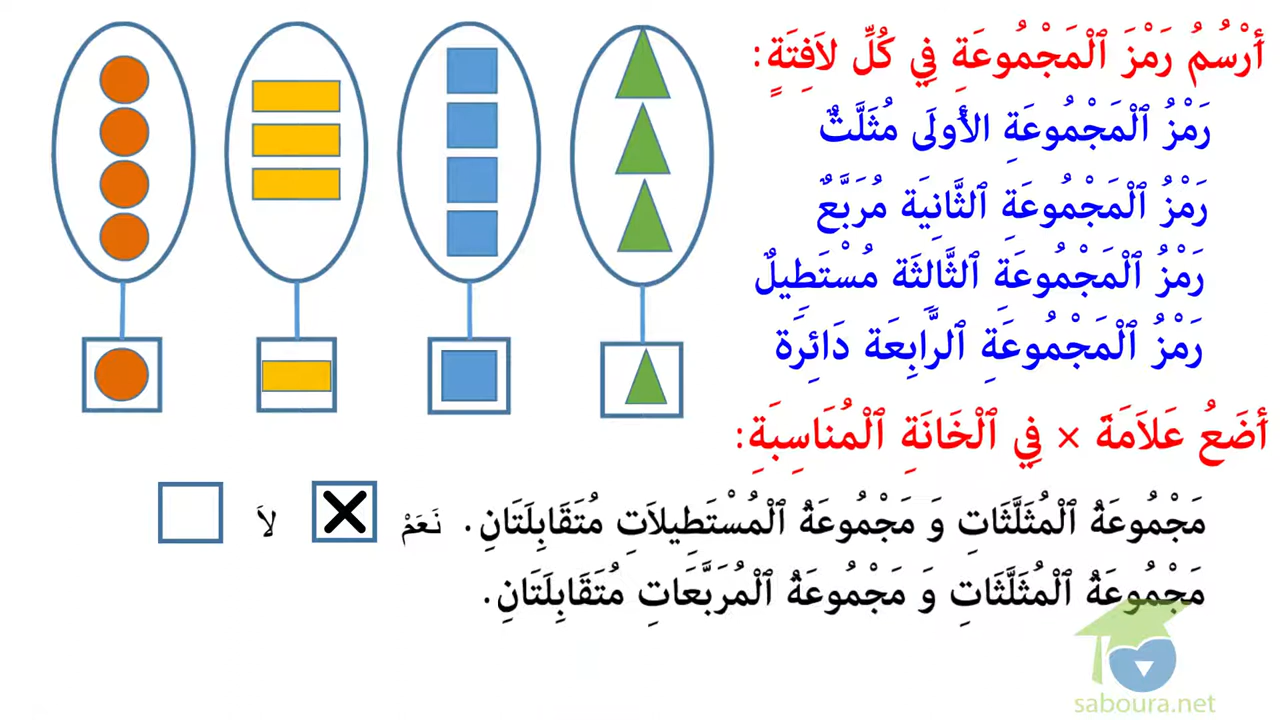 أَرْسُمُ رَمْزَ ٱلْمَجْمُوعَةِ فِي كُلِّ لاَفِتَةٍ:
رَمْزُ ٱلْمَجْمُوعَةِ الأُولَى مُثَلَّثٌ
رَمْزُ ٱلْمَجْمُوعَةِ ٱلثَّانِيَة مُرَبَّعٌ
رَمْزُ ٱلْمَجْمُوعَةِ ٱلثَّالِثَة مُسْتَطِيلٌ
رَمْزُ ٱلْمَجْمُوعَةِ ٱلرَّابِعَة دَائِرَة
أَضَعُ عَلاَمَةَ × فِي ٱلْخَانَةِ ٱلْمُنَاسِبَةِ:
مَجْمُوعَةُ ٱلْمُثَلَّثَاتِ وَ مَجْمُوعَةُ ٱلْمُسْتَطِيلاَتِ مُتَقَابِلَتَانِ. نَعَمْ لاَ
مَجْمُوعَةُ ٱلْمُثَلَّثَاتِ وَ مَجْمُوعَةُ ٱلْمُرَبَّعَاتِ مُتَقَابِلَتَانِ.
saboura.net